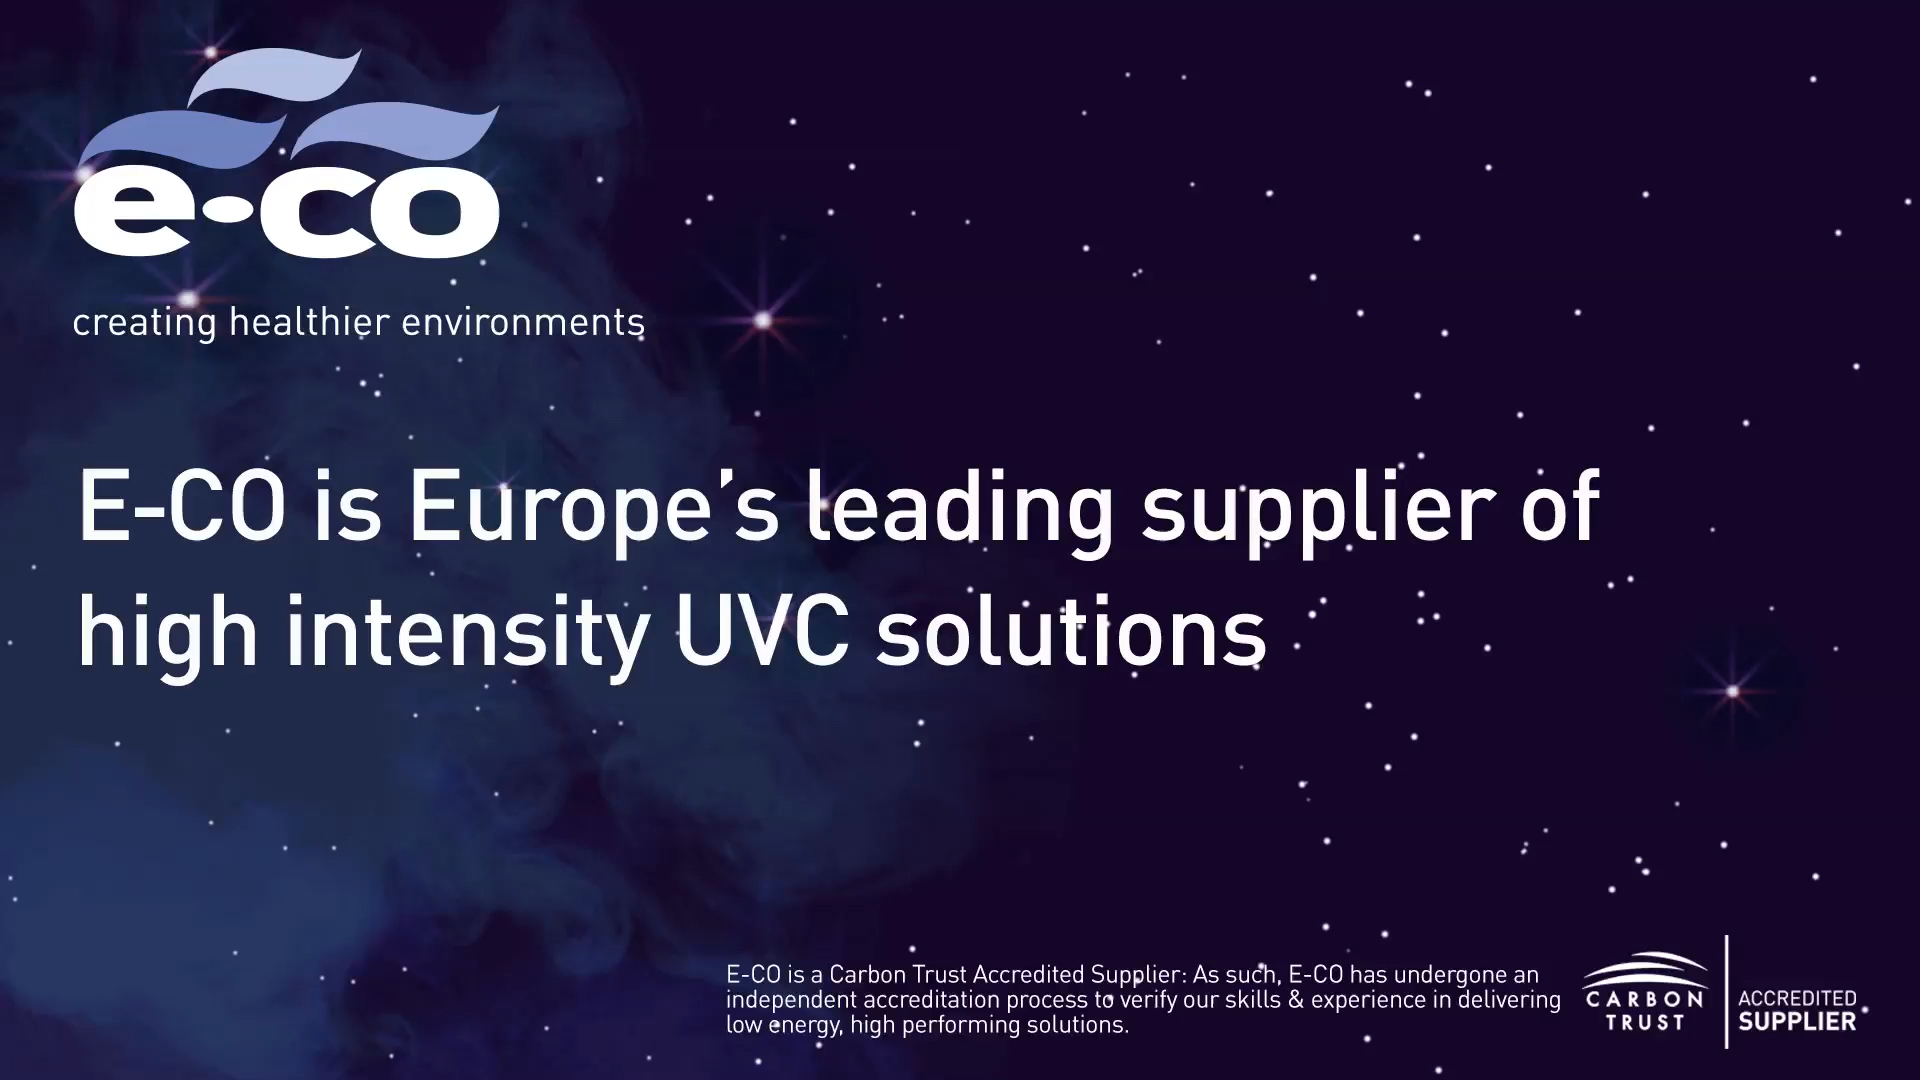 e-co
creating healthier environments
E-CO is Europe’s leading supplier of
high intensity UVC solutions
E-CO is a Carbon Trust Accredited Supplier: As such, E-CO has undergone an
independent accreditation process to verify our skills & experience in delivering
low energy, high performing solutions.
CARBON
TRUST
ACCREDITED
SUPPLIER